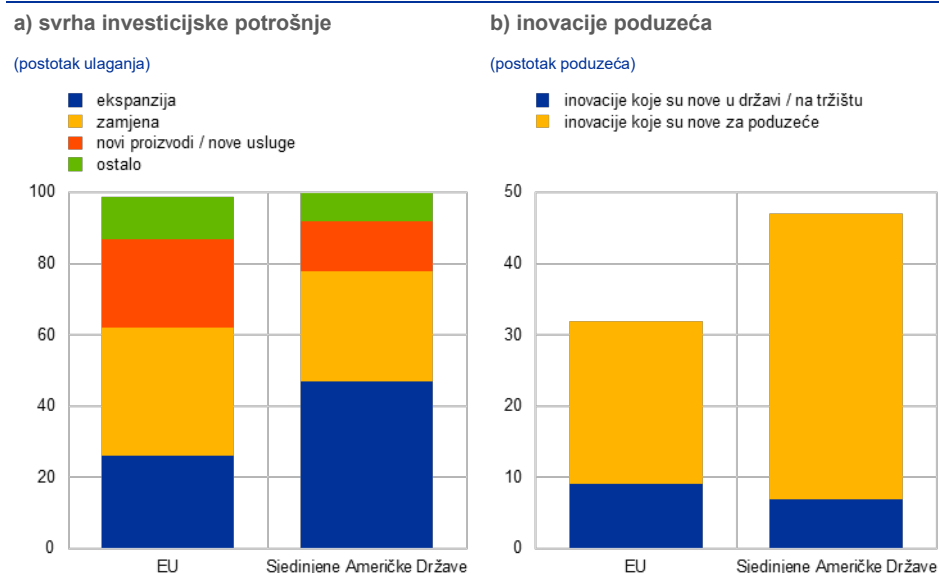 a) svrha investicijske potrošnje
(postotak ulaganja)
ekspanzija
zamjena
novi proizvodi / nove usluge
ostalo
100
80
60
40
20
0
EU
Sjedinjene Američke Države
b) inovacije poduzeća
(postotak poduzeća)
inovacije koje su nove u državi / na tržištu
inovacije koje su nove za poduzeće
50
40
30
20
10
0
EU
Sjedinjene Američke Države